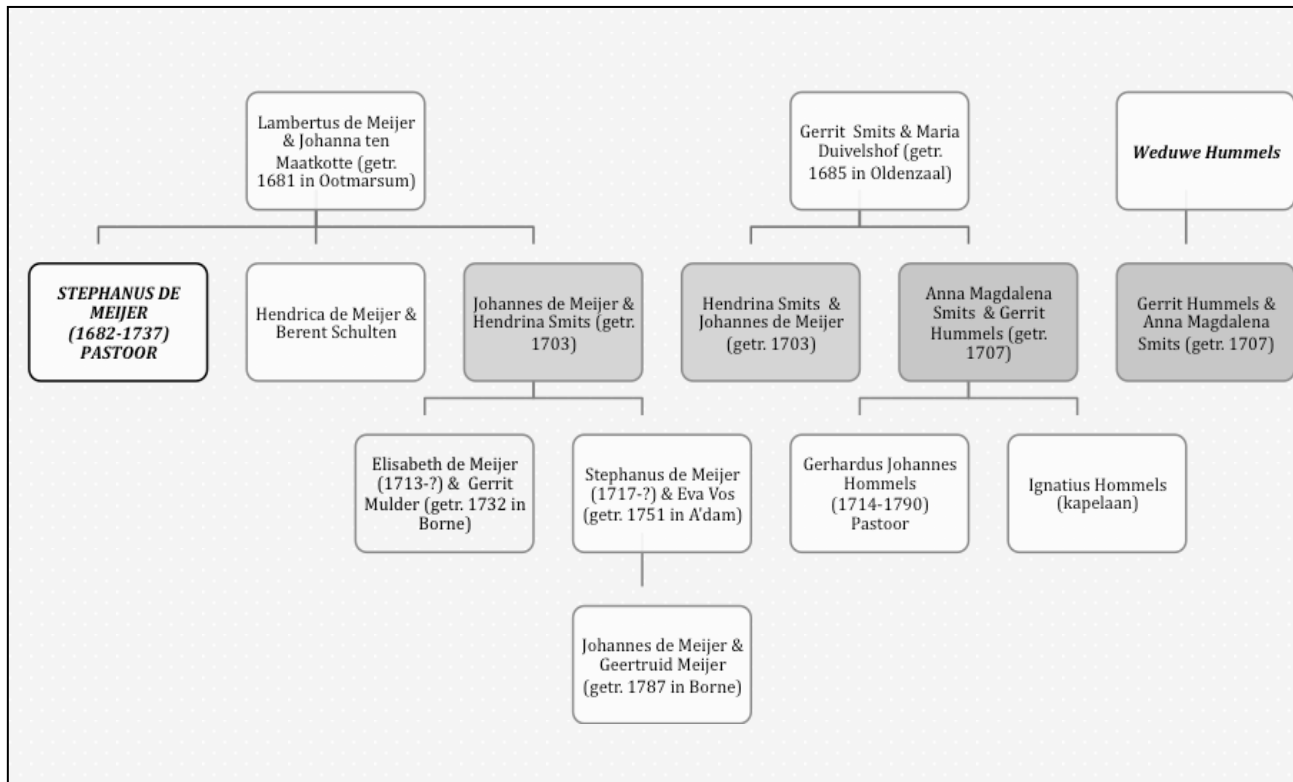 Lambertus de Meijer
& Johanna ten
Maatkotte (getr.
1681 in Ootmarsum)
Gerrit Smits & Maria
Duivelshof (getr.
1685 in Oldenzaal)
Weduwe Hummels
STEPHANUS DE
MEIJER
(1682-1737)
PASTOOR
Hendrica de Meijer &
Berent Schulten
Johannes de Meijer &
Hendrina Smits (getr.
1703)
Hendrina Smits &
Johannes de Meijer
(getr. 1703)
Anna Magdalena
Smits & Gerrit
Hummels (getr.
1707)
Gerrit Hummels &
Anna Magdalena
Smits (getr. 1707)
Elisabeth de Meijer
(1713-?) & Gerrit
Mulder (getr. 1732 in
Borne)
Stephanus de Meijer
(1717-?) & Eva Vos
(getr. 1751 in A'dam)
Gerhardus Johannes
Hommels
(1714-1790)
Pastoor
Ignatius Hommels
(kapelaan)
Johannes de Meijer &
Geertruid Meijer
(getr. 1787 in Borne)